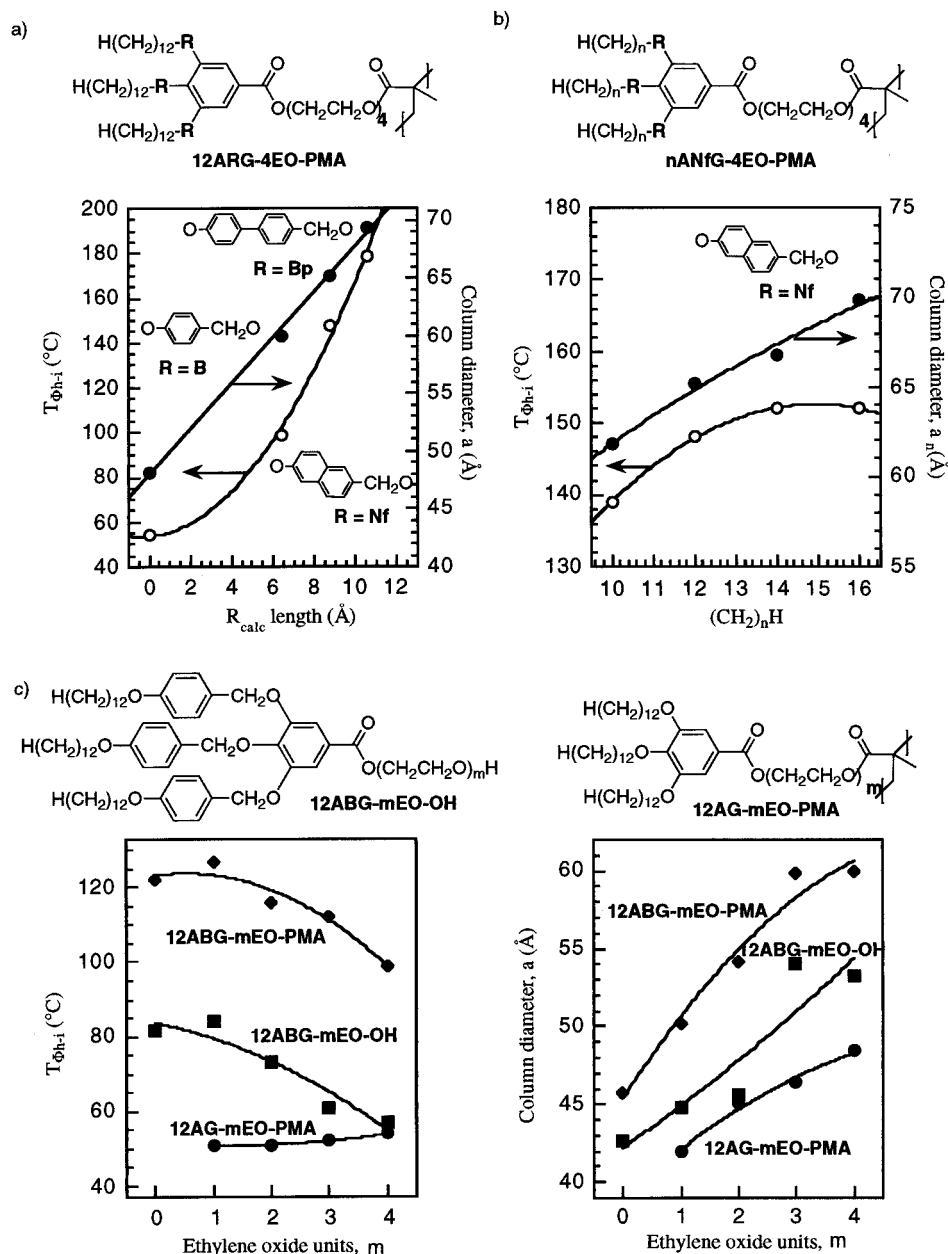 a)
H(CH2)12-R
H(CH2)12-R
H(CH2)12-R
O
O(CH2CH2O)4
O
12ARG-4EO-PMA
b)
H(CH2)n-R
H(CH2)n-R
H(CH2)n-R
O
O(CH2CH2O)4
O
nANfG-4EO-PMA
200
180
160
140
120
100
80
60
40
TΦh-i (°C)
O CH2O
R = Bp
O CH2O
R = B
O CH2O
R = Nf
70
65
60
55
50
45
40
Column diameter, a (Å)
0 2 4 6 8 10 12
Rcalc length (Å)
180
170
160
150
140
130
TΦh-i (°C)
O CH2O
R = Nf
75
70
65
60
55
Column diameter, a n(Å)
10 11 12 13 14 15 16
(CH2)nH
c)
H(CH2)12O CH2O
H(CH2)12O CH2O
H(CH2)12O CH2O
O
O(CH2CH2O)mH
12ABG-mEO-OH
H(CH2)12O
H(CH2)12O
H(CH2)12O
O
O(CH2CH2O)m
O
12AG-mEO-PMA
120
100
80
60
40
TΦh-i (°C)
12ABG-mEO-PMA
12ABG-mEO-OH
12AG-mEO-PMA
0 1 2 3 4
Ethylene oxide units, m
60
55
50
45
40
Column diameter, a (Å)
12ABG-mEO-PMA
12ABG-mEO-OH
12AG-mEO-PMA
0 1 2 3 4
Ethylene oxide units, m